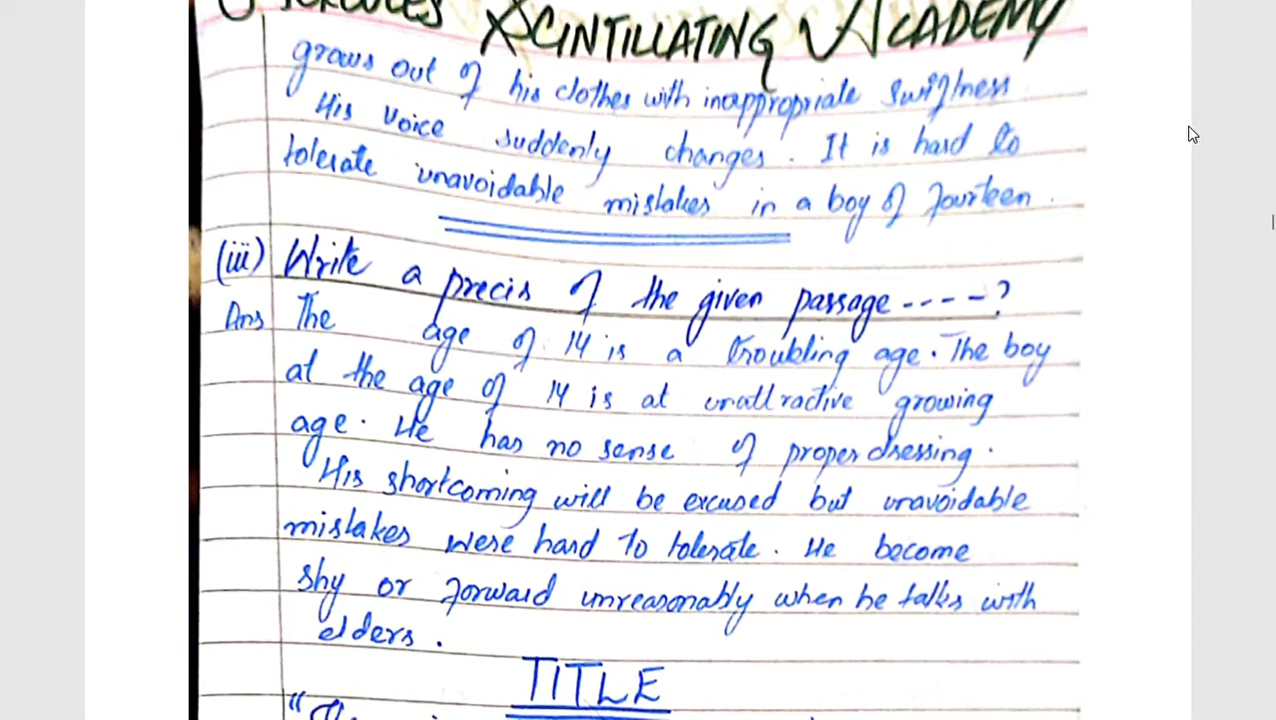 SCINTILLATING ACADEMY
grows out of his clothes with inappropriate swiftness
His voice suddenly changes. It is hard to
tolerate unavoidable mistakes in a boy of fourteen.
(iii) Write a precis of the given passage ----?
Ans The age of 14 is a troubling age. The boy
at the age of 14 is at unattractive growing
age. He has no sense of proper dressing.
His shortcoming will be excused but unavoidable
mistakes were hard to tolerate. He become
shy or forward unreasonably when he talks with
elders.
TITLE